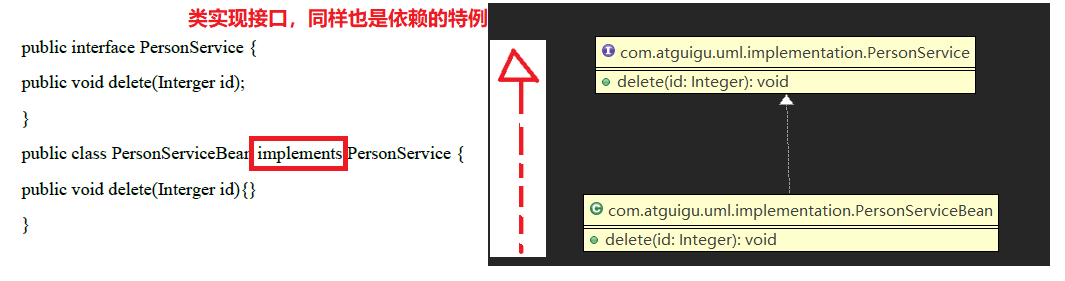 类实现接口，同样也是依赖的特例
public interface PersonService {
public void delete(Interger id);
}
public class PersonServiceBean implements PersonService {
public void delete(Interger id){}
}
I com.atguigu.uml.implementation.PersonService
delete(id: Integer): void
C com.atguigu.uml.implementation.PersonServiceBean
delete(id: Integer): void